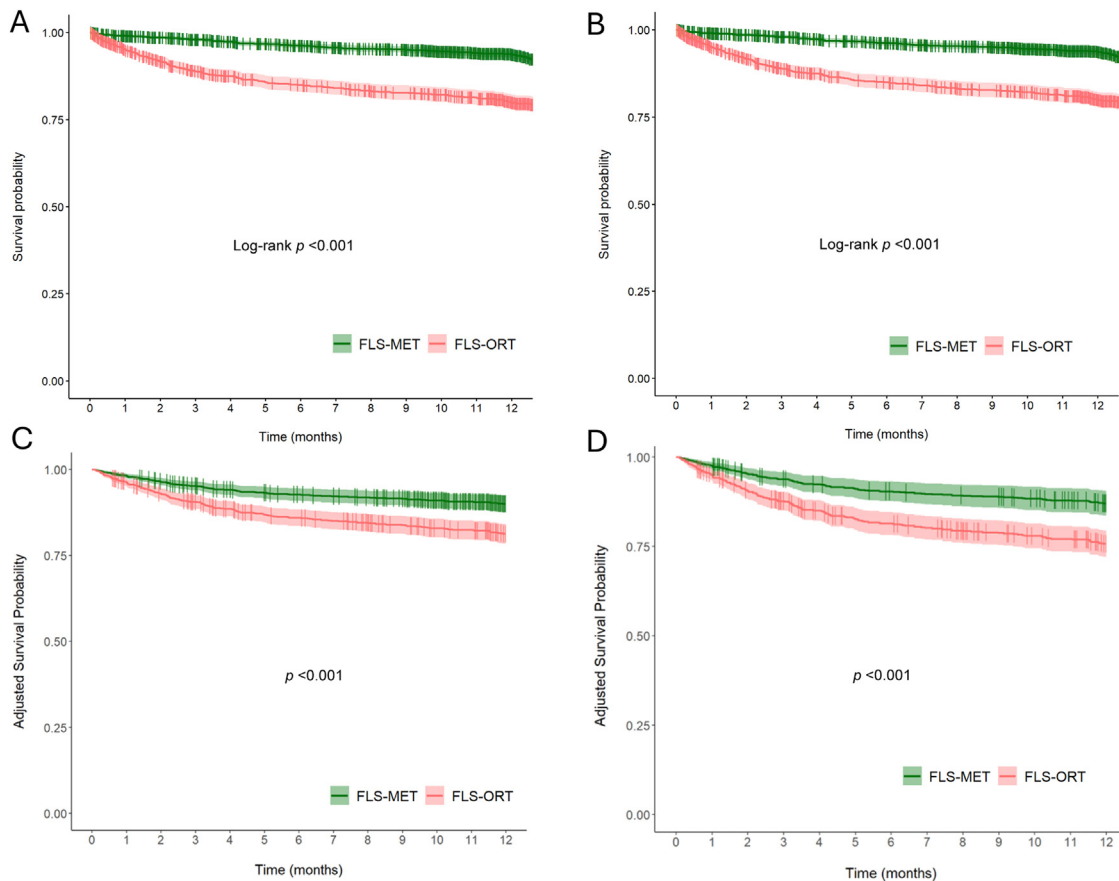 A
Survival probability
1.00
0.75
0.50
0.25
0.00
Log-rank p <0.001
FLS-MET FLS-ORT
0 1 2 3 4 5 6 7 8 9 10 11 12
Time (months)
B
Survival probability
1.00
0.75
0.50
0.25
0.00
Log-rank p <0.001
FLS-MET FLS-ORT
0 1 2 3 4 5 6 7 8 9 10 11 12
Time (months)
C
Adjusted Survival Probability
1.00
0.75
0.50
0.25
0.00
p <0.001
FLS-MET FLS-ORT
0 1 2 3 4 5 6 7 8 9 10 11 12
Time (months)
D
Adjusted Survival Probability
1.00
0.75
0.50
0.25
0.00
p <0.001
FLS-MET FLS-ORT
0 1 2 3 4 5 6 7 8 9 10 11 12
Time (months)